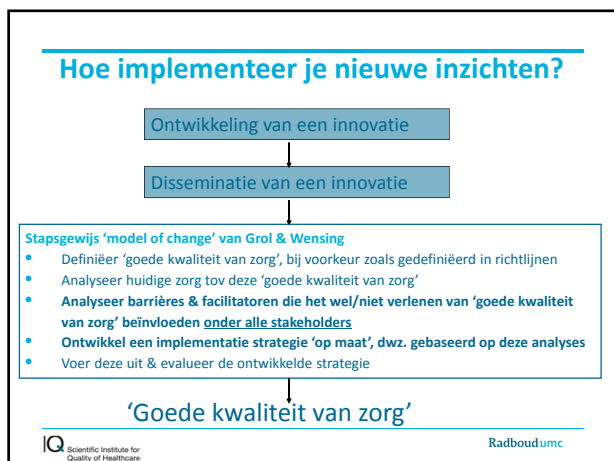 Hoe implementeer je nieuwe inzichten?
Ontwikkeling van een innovatie
Disseminatie van een innovatie
Stapsgewijs ‘model of change’ van Grol & Wensing
• Definiëer ‘goede kwaliteit van zorg’, bij voorkeur zoals gedefiniëerd in richtlijnen
• Analyseer huidige zorg tov deze ‘goede kwaliteit van zorg’
• Analyseer barrières & facilitatoren die het wel/niet verlenen van ‘goede kwaliteit
van zorg’ beïnvloeden onder alle stakeholders
• Ontwikkel een implementatie strategie ‘op maat’, dwz. gebaseerd op deze analyses
• Voer deze uit & evalueer de ontwikkelde strategie
‘Goede kwaliteit van zorg’
IQ Scientific Institute for
Quality of Healthcare
Radboudumc